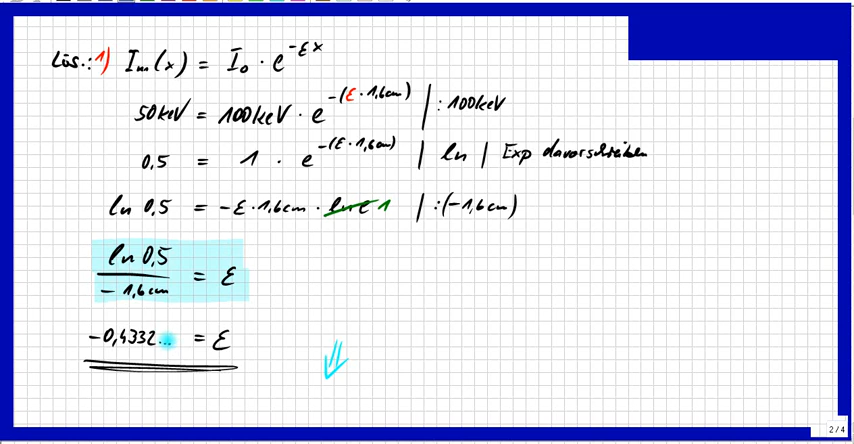 Lös.: 1) Im(x) = I₀ · e^(-εx)
50keV = 100keV · e^(-(ε · 1,6cm)) | :100keV
0,5 = 1 · e^(-(ε · 1,6cm)) | ln | Exp davorschreiben
ln 0,5 = -ε · 1,6cm · ln e 1 | :(-1,6cm)
ln 0,5
- 1,6cm = ε
-0,4332... = ε
2/4